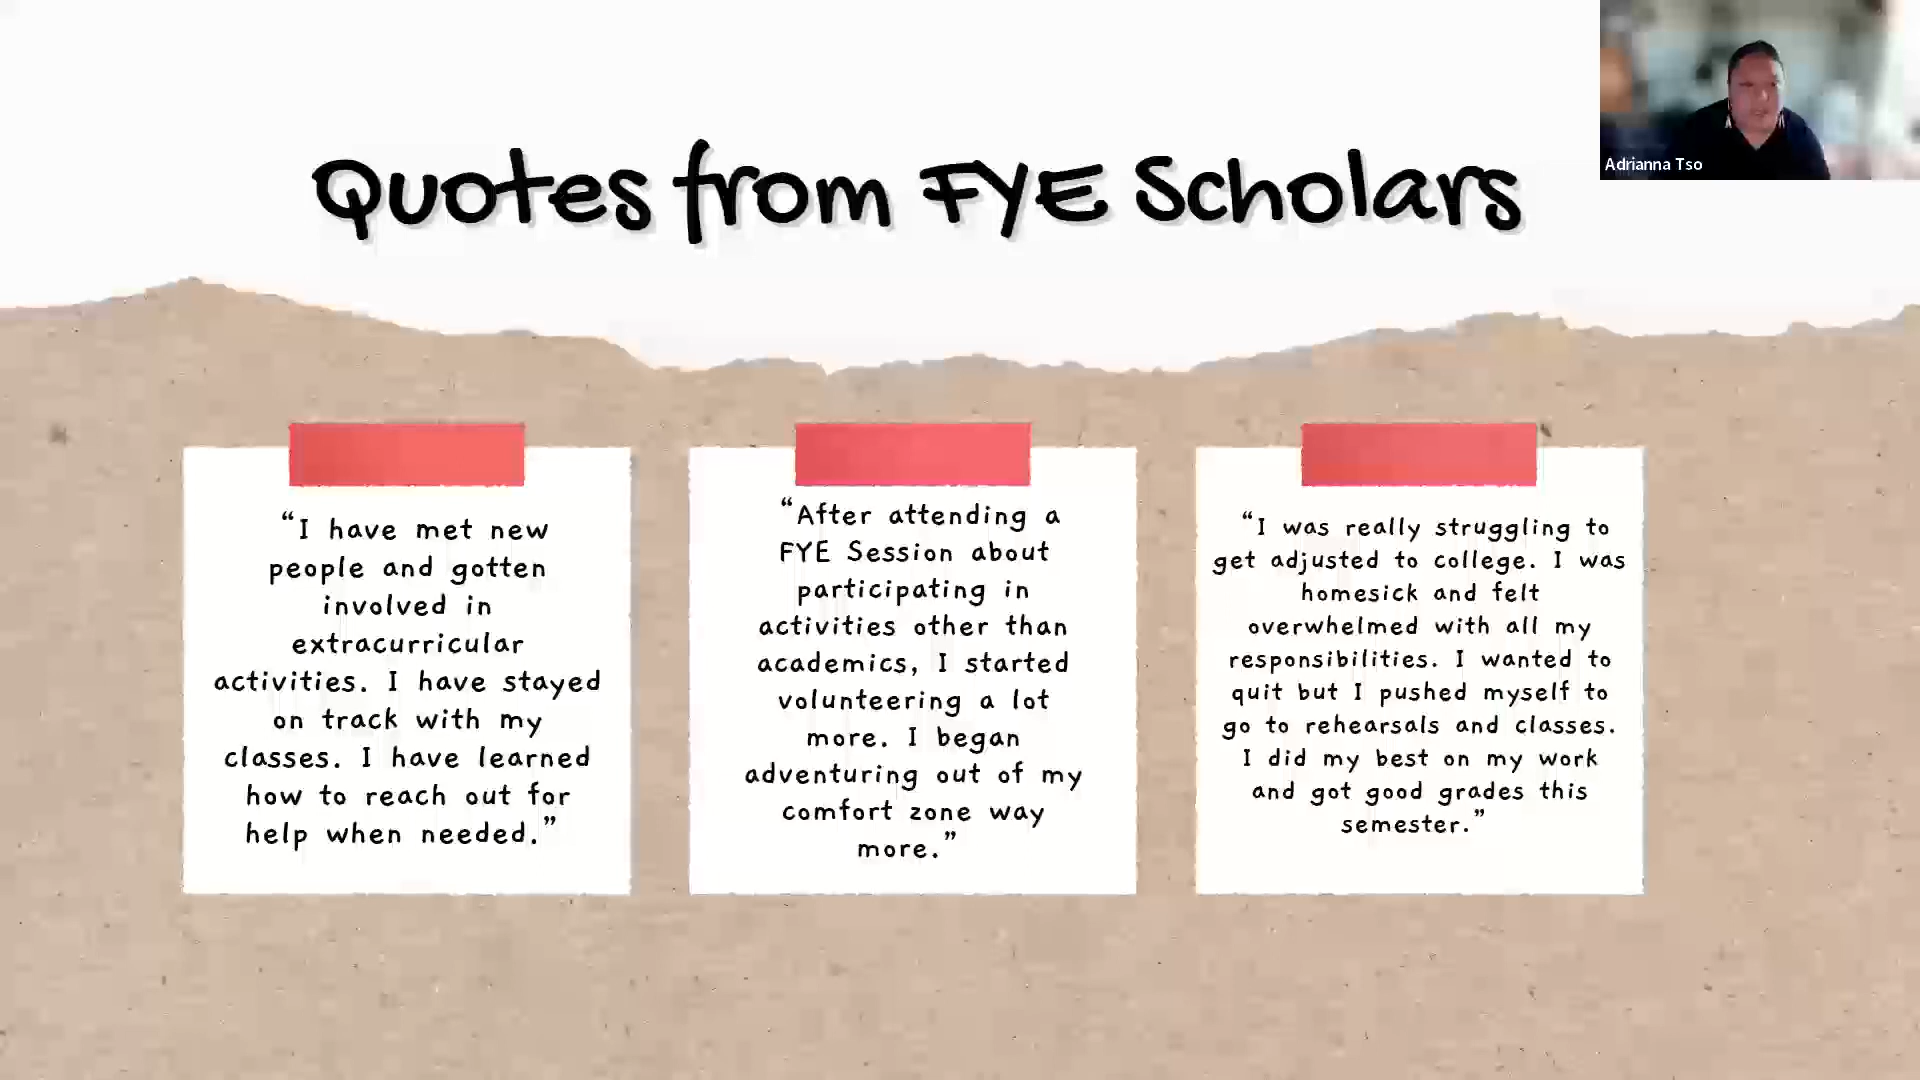 Quotes from FYE Scholars
Adrianna Tso
“I have met new
people and gotten
involved in
extracurricular
activities. I have stayed
on track with my
classes. I have learned
how to reach out for
help when needed.”
“After attending a
FYE Session about
participating in
activities other than
academics, I started
volunteering a lot
more. I began
adventuring out of my
comfort zone way
more.”
“I was really struggling to
get adjusted to college. I was
homesick and felt
overwhelmed with all my
responsibilities. I wanted to
quit but I pushed myself to
go to rehearsals and classes.
I did my best on my work
and got good grades this
semester.”